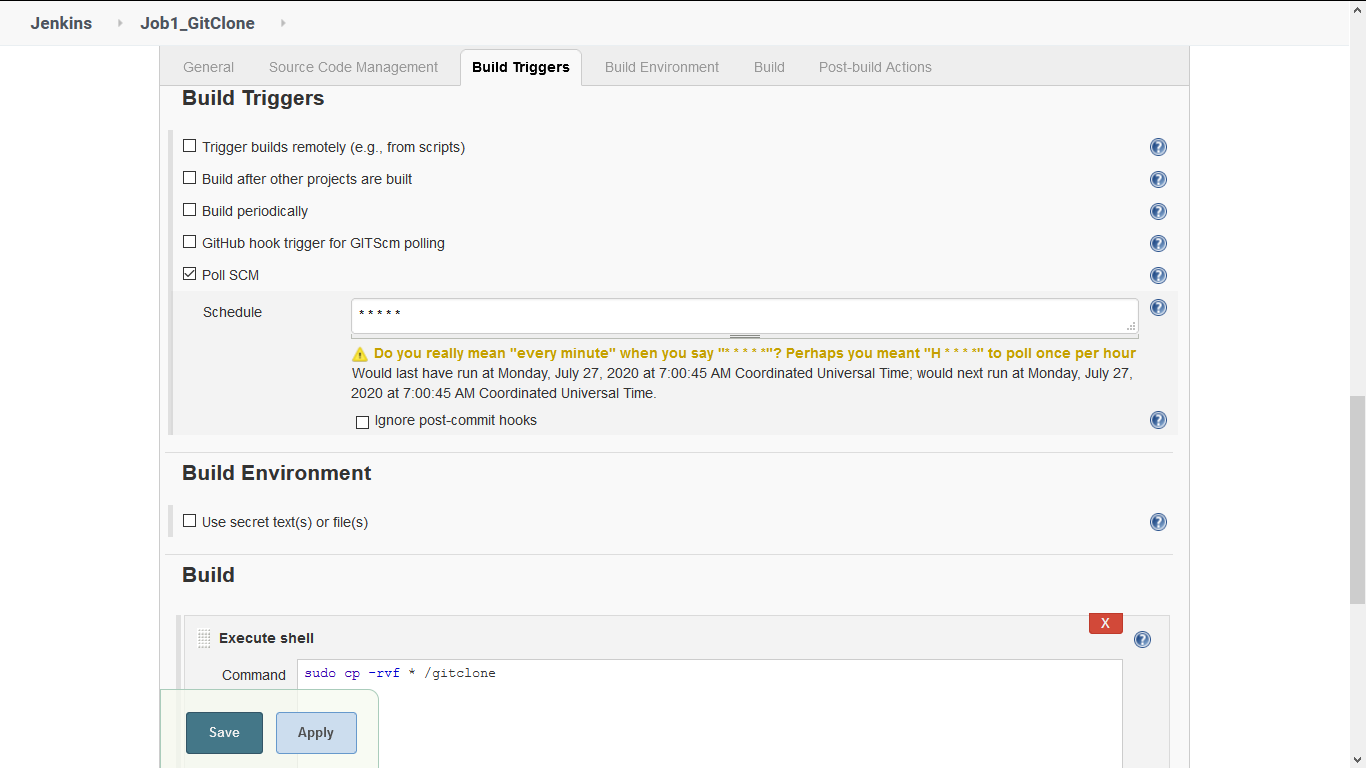 Jenkins Job1_GitClone
General Source Code Management Build Triggers Build Environment Build Post-build Actions
Build Triggers
Trigger builds remotely (e.g., from scripts)
Build after other projects are built
Build periodically
GitHub hook trigger for GITScm polling
Poll SCM
Schedule
* * * * *
Do you really mean "every minute" when you say "* * * * *"? Perhaps you meant "H * * * *" to poll once per hour
Would last have run at Monday, July 27, 2020 at 7:00:45 AM Coordinated Universal Time; would next run at Monday, July 27,
2020 at 7:00:45 AM Coordinated Universal Time.
Ignore post-commit hooks
Build Environment
Use secret text(s) or file(s)
Build
X
Execute shell
Command
sudo cp -rvf * /gitclone
Save Apply